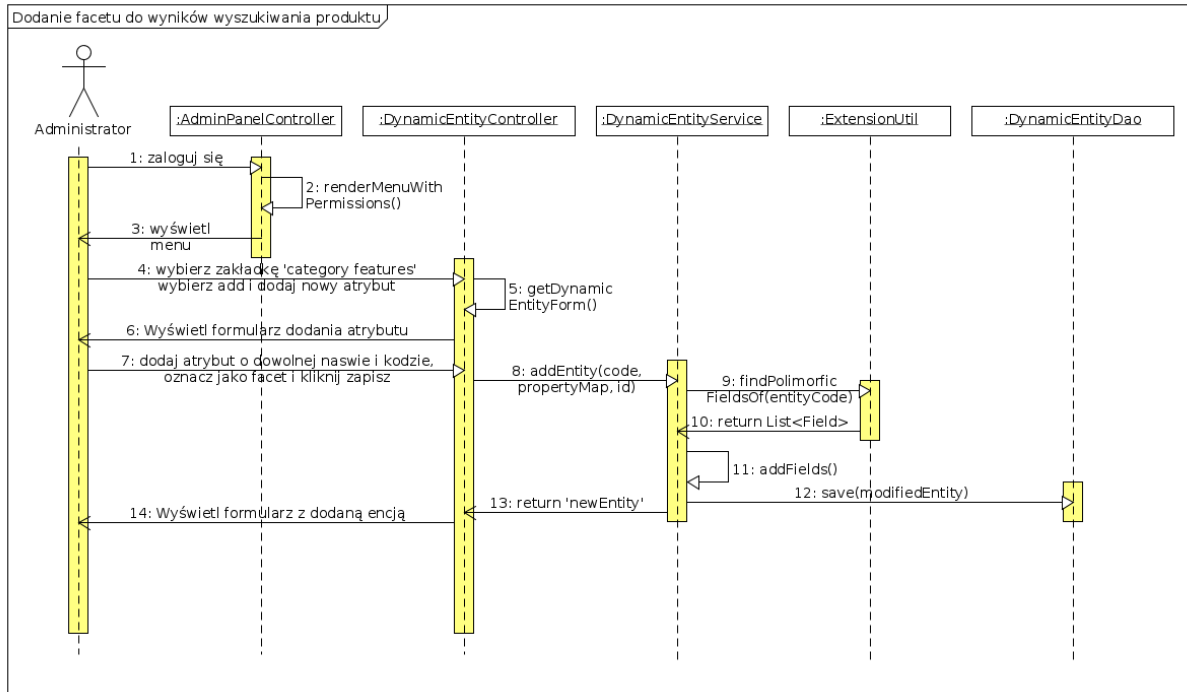 Dodanie facetu do wyników wyszukiwania produktu
Administrator
:AdminPanelController
:DynamicEntityController
:DynamicEntityService
:ExtensionUtil
:DynamicEntityDao
1: zaloguj się
2: renderMenuWith
Permissions()
3: wyświetl
menu
4: wybierz zakładkę 'category features'
wybierz add i dodaj nowy atrybut
5: getDynamic
EntityForm()
6: Wyświetl formularz dodania atrybutu
7: dodaj atrybut o dowolnej naswie i kodzie,
oznacz jako facet i kliknij zapisz
8: addEntity(code,
propertyMap, id)
9: findPolimorfic
FieldsOf(entityCode)
10: return List<Field>
11: addFields()
12: save(modifiedEntity)
13: return 'newEntity'
14: Wyświetl formularz z dodaną encją